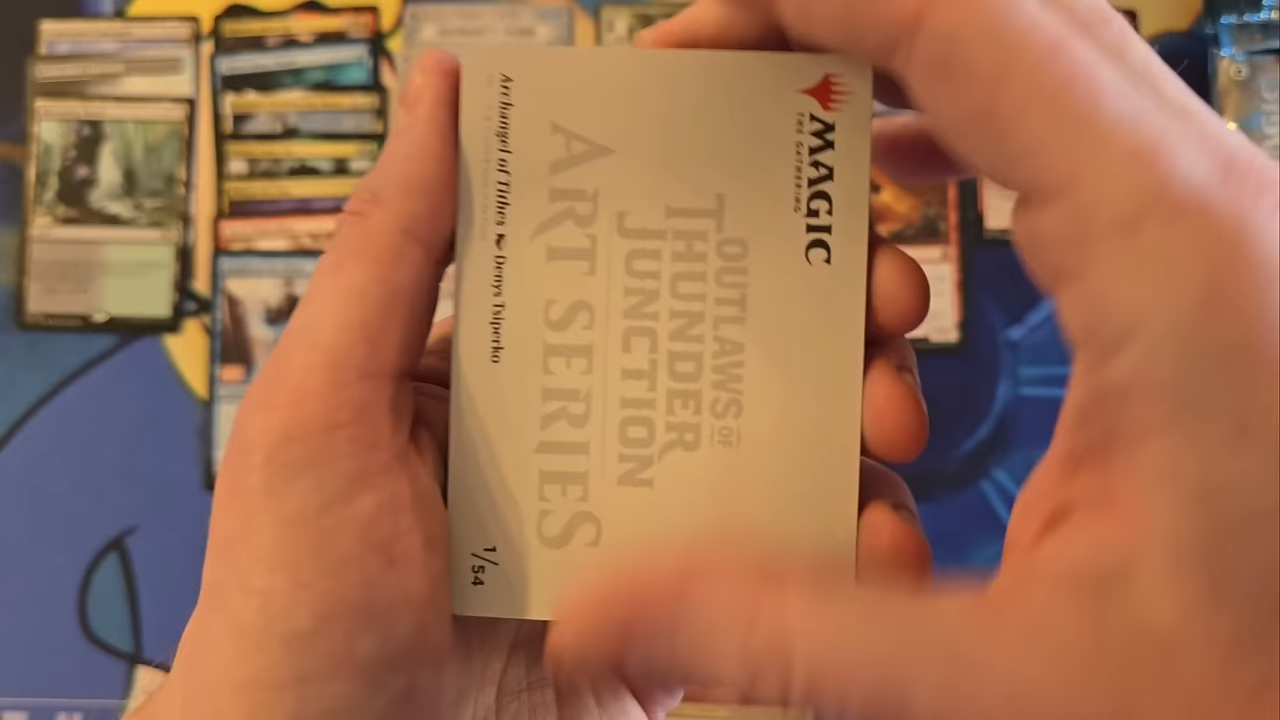 MAGIC
THE GATHERING
OUTLAWS OF
THUNDER
JUNCTION
ART SERIES
Archangel of Tithes Denys Tsiperko
1/54